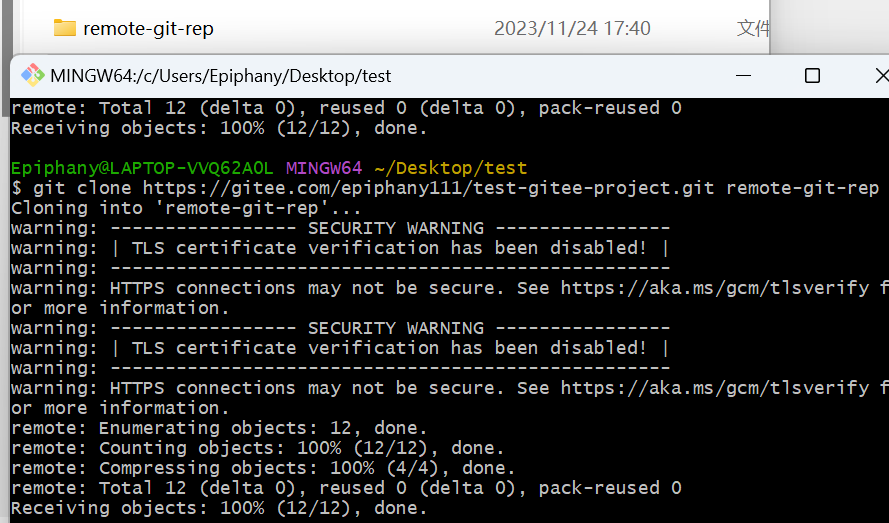 remote-git-rep 2023/11/24 17:40 文件
MINGW64:/c/Users/Epiphany/Desktop/test
remote: Total 12 (delta 0), reused 0 (delta 0), pack-reused 0
Receiving objects: 100% (12/12), done.
Epiphany@LAPTOP-VVQ62AOL MINGW64 ~/Desktop/test
$ git clone https://gitee.com/epiphany111/test-gitee-project.git remote-git-rep
Cloning into 'remote-git-rep'...
warning: ----------------- SECURITY WARNING ----------------
warning: | TLS certificate verification has been disabled! |
warning: ---------------------------------------------------
warning: HTTPS connections may not be secure. See https://aka.ms/gcm/tlsverify f
or more information.
warning: ----------------- SECURITY WARNING ----------------
warning: | TLS certificate verification has been disabled! |
warning: ---------------------------------------------------
warning: HTTPS connections may not be secure. See https://aka.ms/gcm/tlsverify f
or more information.
remote: Enumerating objects: 12, done.
remote: Counting objects: 100% (12/12), done.
remote: Compressing objects: 100% (4/4), done.
remote: Total 12 (delta 0), reused 0 (delta 0), pack-reused 0
Receiving objects: 100% (12/12), done.